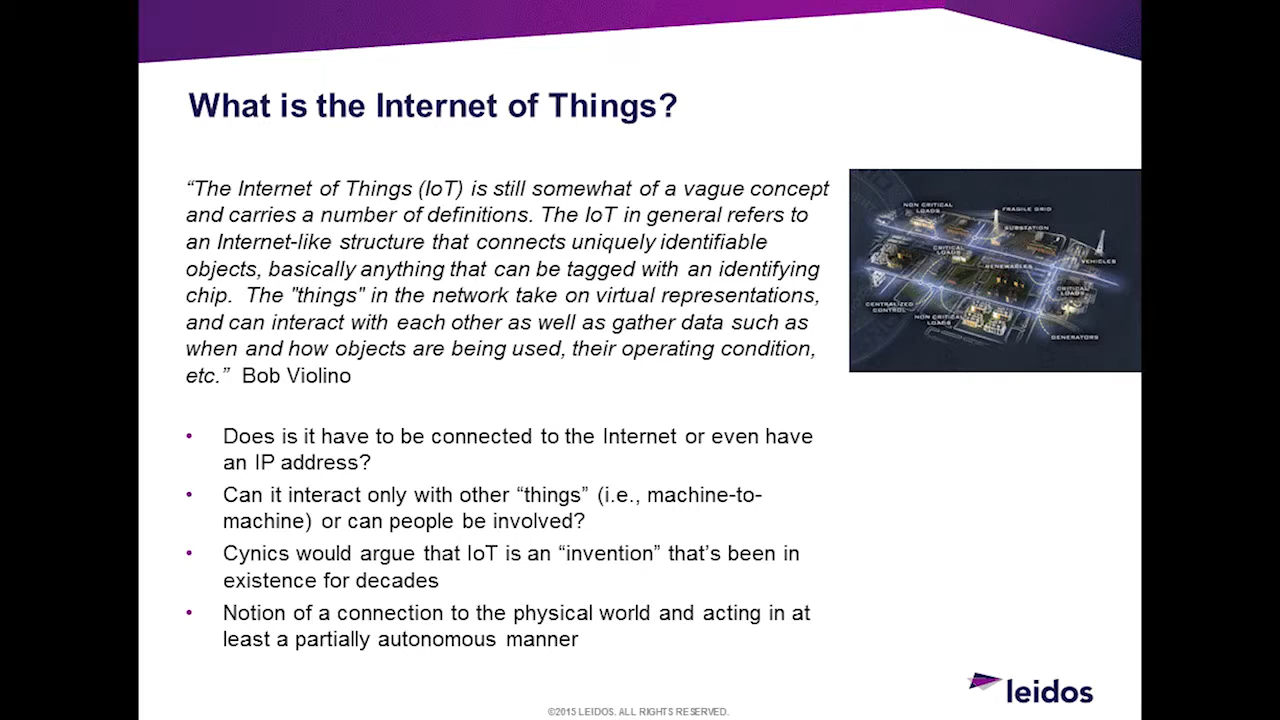 What is the Internet of Things?
“The Internet of Things (IoT) is still somewhat of a vague concept
and carries a number of definitions. The IoT in general refers to
an Internet-like structure that connects uniquely identifiable
objects, basically anything that can be tagged with an identifying
chip. The "things" in the network take on virtual representations,
and can interact with each other as well as gather data such as
when and how objects are being used, their operating condition,
etc.” Bob Violino
NON CRITICAL
LOADS
FRAGILE GRID
SUBSTATION
CRITICAL
LOADS
RENEWABLES
VEHICLES
CRITICAL
LOADS
CENTRALIZED
CONTROL
NON CRITICAL
LOADS
GENERATORS
• Does is it have to be connected to the Internet or even have
an IP address?
• Can it interact only with other “things” (i.e., machine-to-
machine) or can people be involved?
• Cynics would argue that IoT is an “invention” that’s been in
existence for decades
• Notion of a connection to the physical world and acting in at
least a partially autonomous manner
leidos
©2015 LEIDOS. ALL RIGHTS RESERVED.